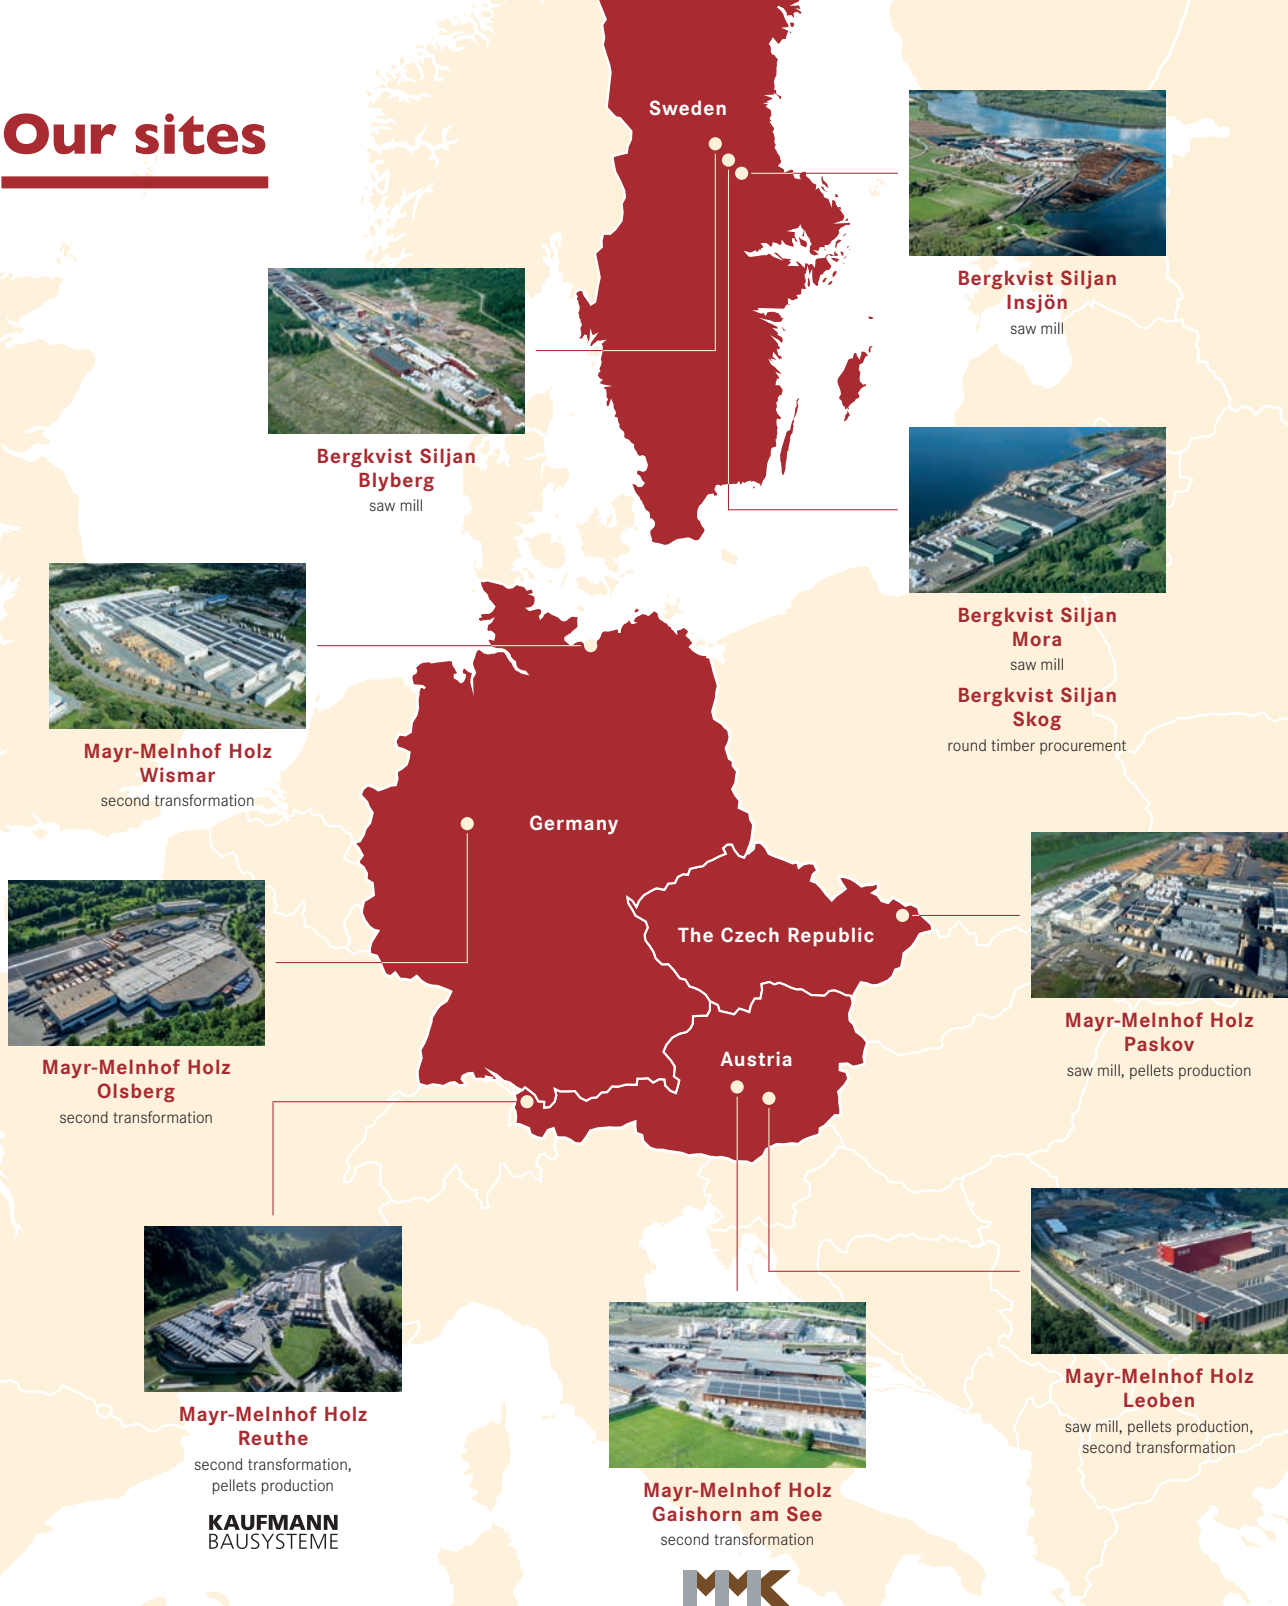 Our sites
Sweden
Bergkvist Siljan
Insjön
saw mill
Bergkvist Siljan
Blyberg
saw mill
Bergkvist Siljan
Mora
saw mill
Bergkvist Siljan
Skog
round timber procurement
Mayr-Melnhof Holz
Wismar
second transformation
Germany
The Czech Republic
Mayr-Melnhof Holz
Paskov
saw mill, pellets production
Mayr-Melnhof Holz
Olsberg
second transformation
Austria
Mayr-Melnhof Holz
Leoben
saw mill, pellets production,
second transformation
Mayr-Melnhof Holz
Reuthe
second transformation,
pellets production
KAUFMANN
BAUSYSTEME
Mayr-Melnhof Holz
Gaishorn am See
second transformation
MMK